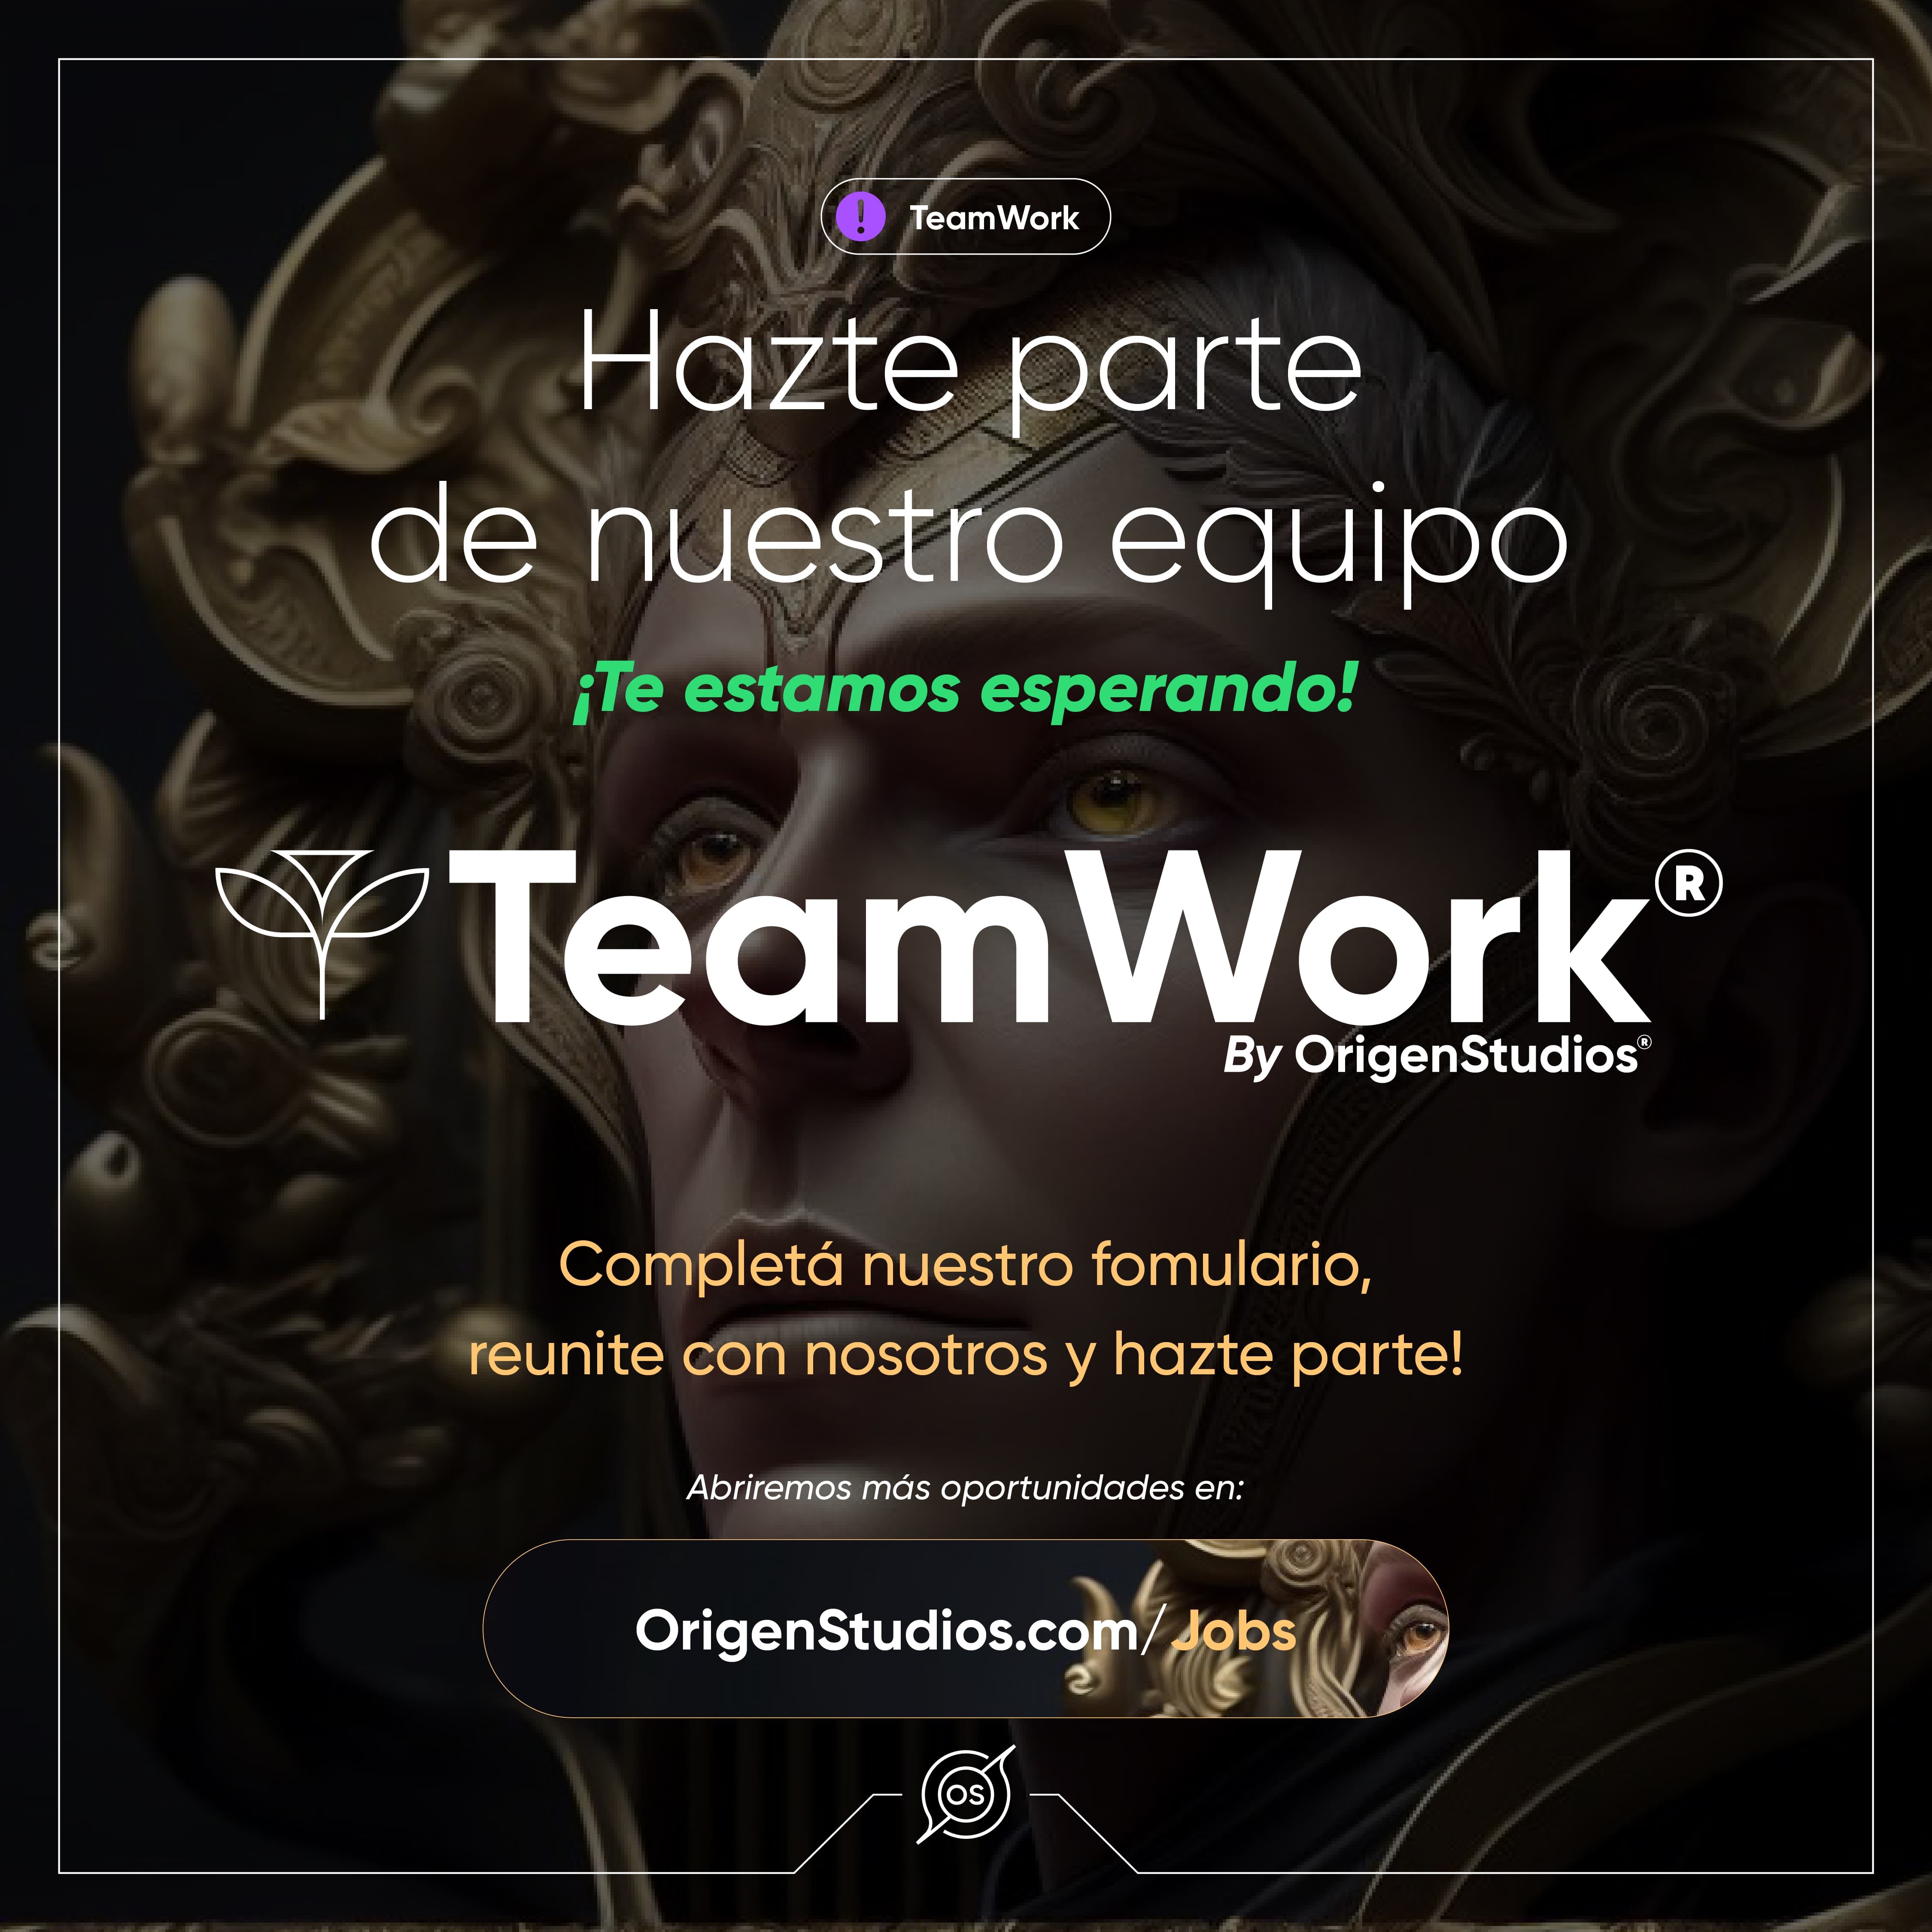 ! TeamWork
Hazte parte
de nuestro equipo
¡Te estamos esperando!
TeamWork®
By OrigenStudios®
Completá nuestro fomulario,
reunite con nosotros y hazte parte!
Abriremos más oportunidades en:
OrigenStudios.com/Jobs
OS